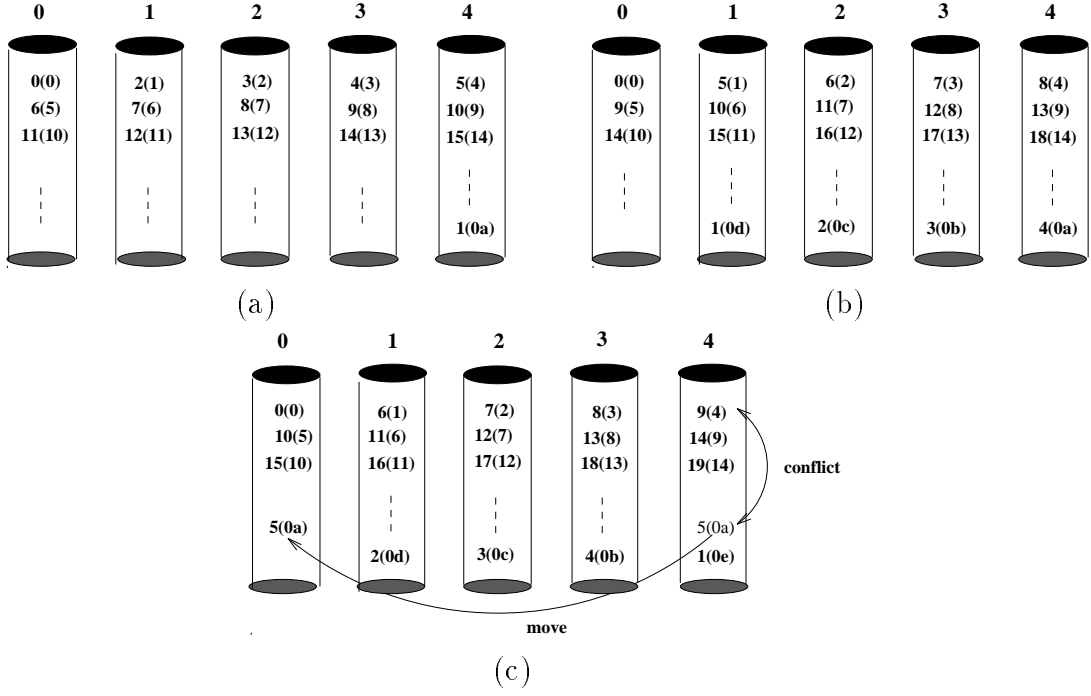 0 1 2 3 4
0(0) 2(1) 3(2) 4(3) 5(4)
6(5) 7(6) 8(7) 9(8) 10(9)
11(10) 12(11) 13(12) 14(13) 15(14)
1(0a)
(a)
0 1 2 3 4
0(0) 5(1) 6(2) 7(3) 8(4)
9(5) 10(6) 11(7) 12(8) 13(9)
14(10) 15(11) 16(12) 17(13) 18(14)
1(0d) 2(0c) 3(0b) 4(0a)
(b)
0 1 2 3 4
0(0) 6(1) 7(2) 8(3) 9(4)
10(5) 11(6) 12(7) 13(8) 14(9)
15(10) 16(11) 17(12) 18(13) 19(14)
conflict
5(0a) 5(0a)
2(0d) 3(0c) 4(0b) 1(0e)
move
(c)